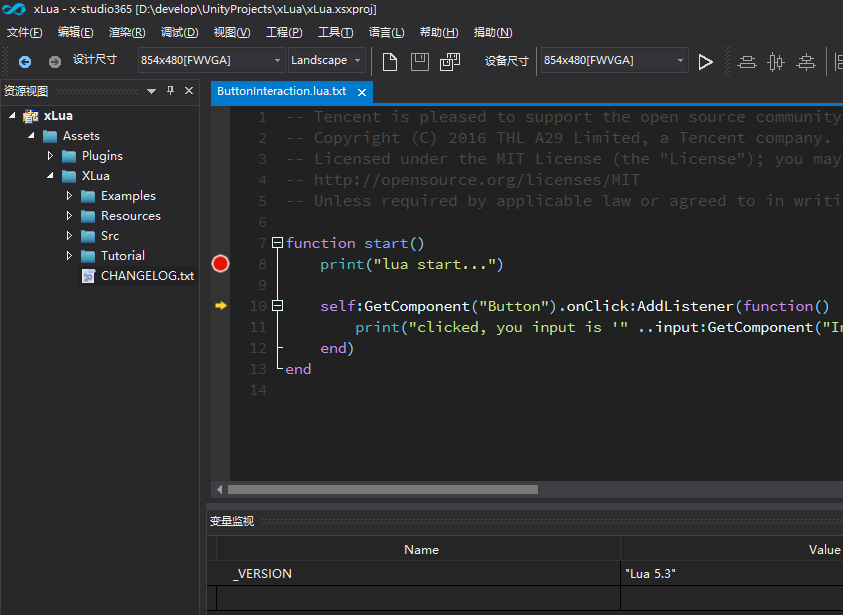 xLua - x-studio365 [D:\develop\UnityProjects\xLua\xLua.xsxproj]
文件(F) 编辑(E) 渲染(R) 调试(D) 视图(V) 工程(P) 工具(T) 语言(L) 帮助(H) 捐助(N)
设计尺寸 854x480[FWVGA] Landscape 设备尺寸 854x480[FWVGA]
资源视图
xLua
Assets
Plugins
XLua
Examples
Resources
Src
Tutorial
CHANGELOG.txt
ButtonInteraction.lua.txt
1 -- Tencent is pleased to support the open source community
2 -- Copyright (C) 2016 THL A29 Limited, a Tencent company.
3 -- Licensed under the MIT License (the "License"); you may
4 -- http://opensource.org/licenses/MIT
5 -- Unless required by applicable law or agreed to in writi
6
7 function start()
8 print("lua start...")
9
10 self:GetComponent("Button").onClick:AddListener(function()
11 print("clicked, you input is '" ..input:GetComponent("In
12 end)
13 end
14
变量监视
Name Value
_VERSION "Lua 5.3"